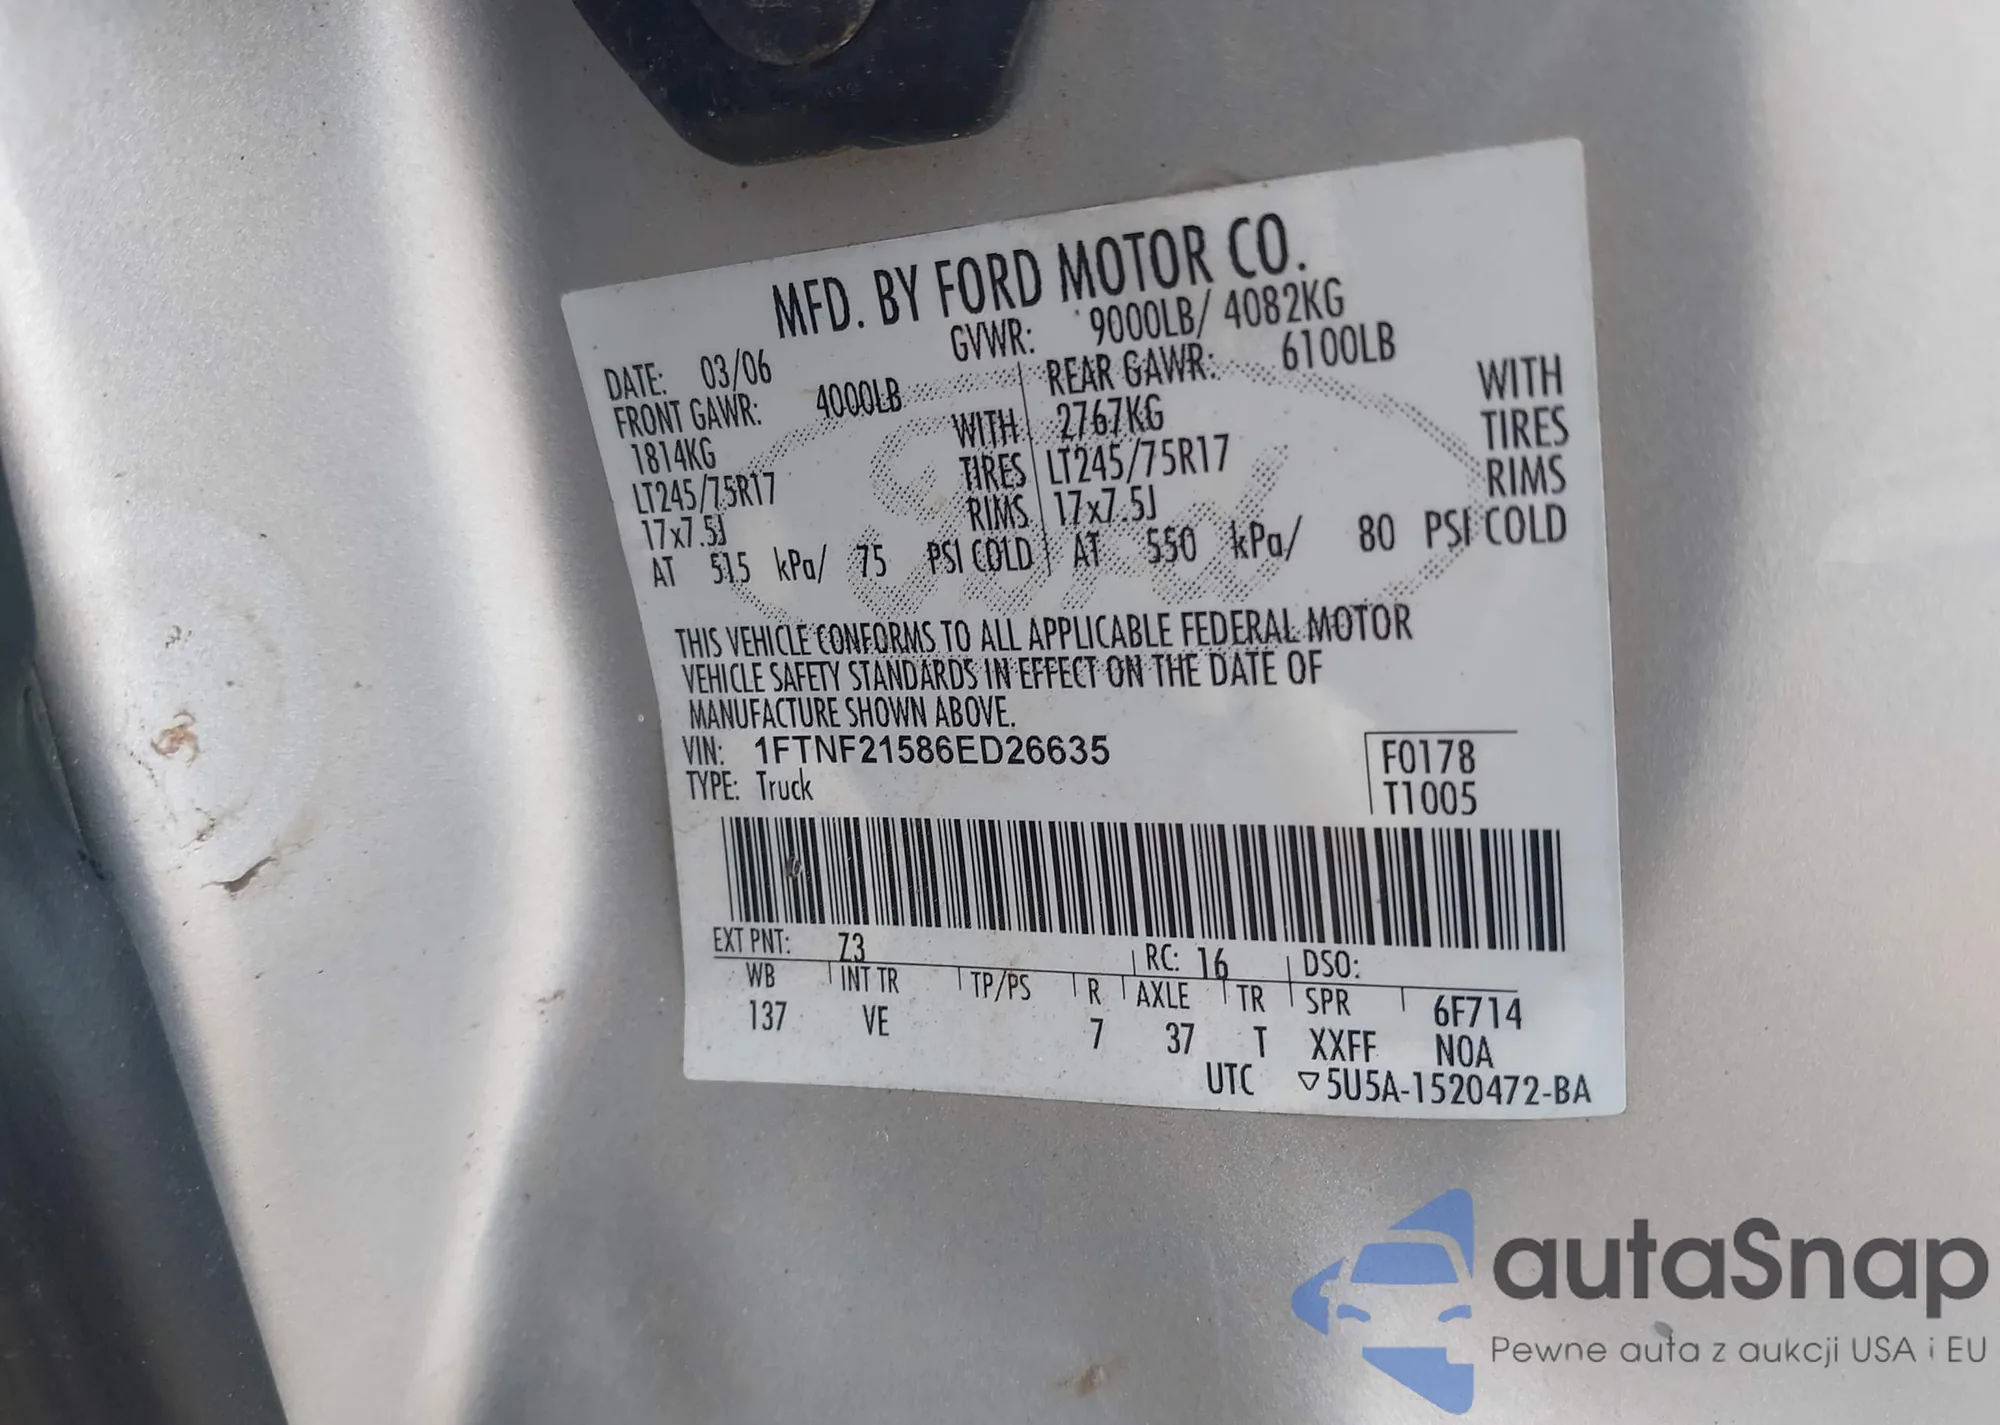 MFD. BY FORD MOTOR CO.
DATE: 03/06 GVWR: 9000LB/ 4082KG
FRONT GAWR: 4000LB REAR GAWR: 6100LB
1814KG WITH 2767KG WITH
LT245/75R17 TIRES LT245/75R17 TIRES
17x7.5J RIMS 17x7.5J RIMS
AT 515 kPa/ 75 PSI COLD AT 550 kPa/ 80 PSI COLD
THIS VEHICLE CONFORMS TO ALL APPLICABLE FEDERAL MOTOR
VEHICLE SAFETY STANDARDS IN EFFECT ON THE DATE OF
MANUFACTURE SHOWN ABOVE.
VIN: 1FTNF21586ED26635 F0178
TYPE: Truck T1005
EXT PNT: Z3 RC: 16 DSO:
WB INT TR TP/PS R AXLE TR SPR 6F714
137 VE 7 37 T XXFF NOA
UTC ▽5U5A-1520472-BA
autaSnap
Pewne auta z aukcji USA i EU